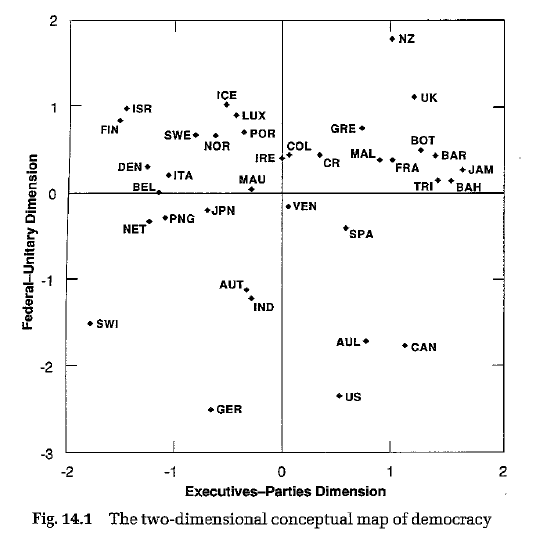 2
NZ
UK
1
ICE
ISR
LUX
FIN
GRE
SWE
POR
BOT
NOR
COL
IRE
MAL
BAR
CR
FRA
JAM
DEN
ITA
MAU
TRI
BAH
BEL
0
JPN
VEN
PNG
NET
SPA
-1
AUT
IND
SWI
AUL
CAN
-2
US
GER
-3
-2
-1
0
1
2
Federal–Unitary Dimension
Executives–Parties Dimension
Fig. 14.1 The two-dimensional conceptual map of democracy